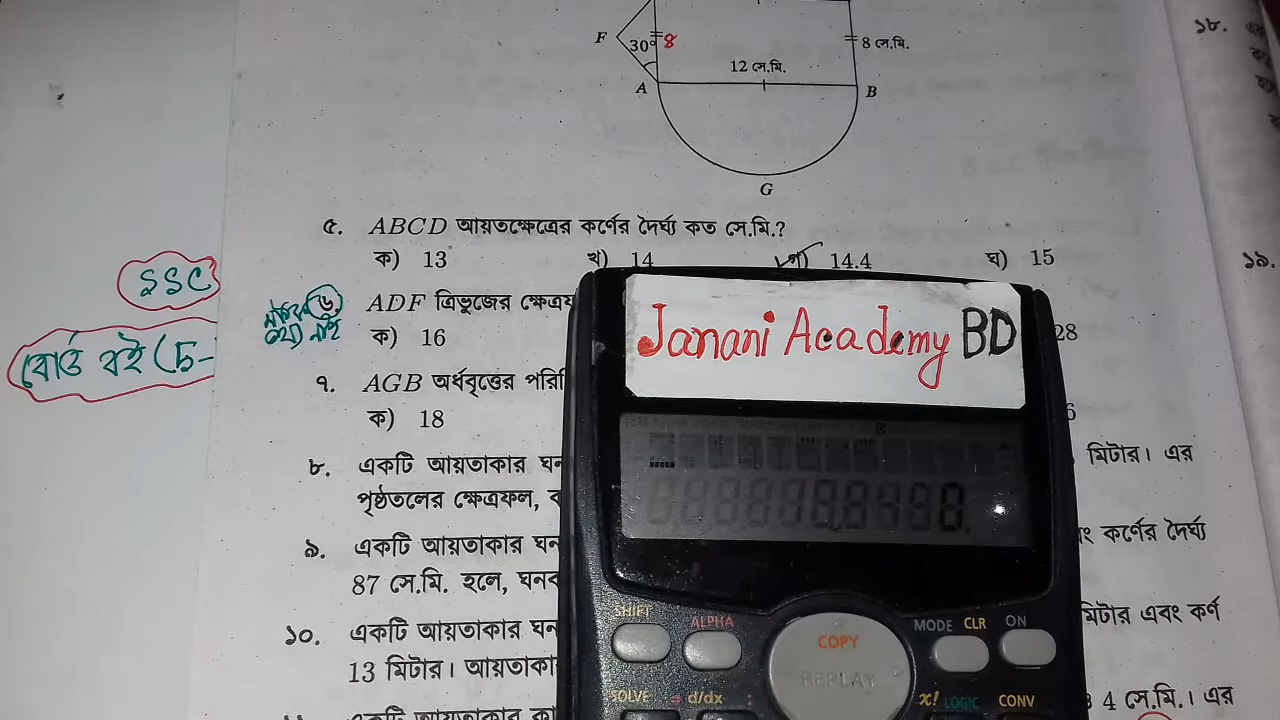 ১৮.
F
30°
8
8 সে.মি.
12 সে.মি.
A
B
G
৫. ABCD আয়তক্ষেত্রের কর্ণের দৈর্ঘ্য কত সে.মি.?
ক) 13 খ) 14 গ) 14.4 ঘ) 15
১৯.
SSC
৬. ADF ত্রিভুজের ক্ষেত্রফ
ক) 16 28
বোর্ড বই (5-
Janani Academy BD
৭. AGB অর্ধবৃত্তের পরিি
ক) 18 6
৮. একটি আয়তাকার ঘন মিটার। এর
পৃষ্ঠতলের ক্ষেত্রফল,
৯. একটি আয়তাকার ঘন কর্ণের দৈর্ঘ্য
87 সে.মি. হলে, ঘনব
১০. একটি আয়তাকার ঘন মিটার এবং কর্ণ
13 মিটার। আয়তাকা
4 সে.মি.। এর
SHIFT ALPHA COPY REPLAY MODE CLR ON
SOLVE = d/dx : x! LOGIC CONV